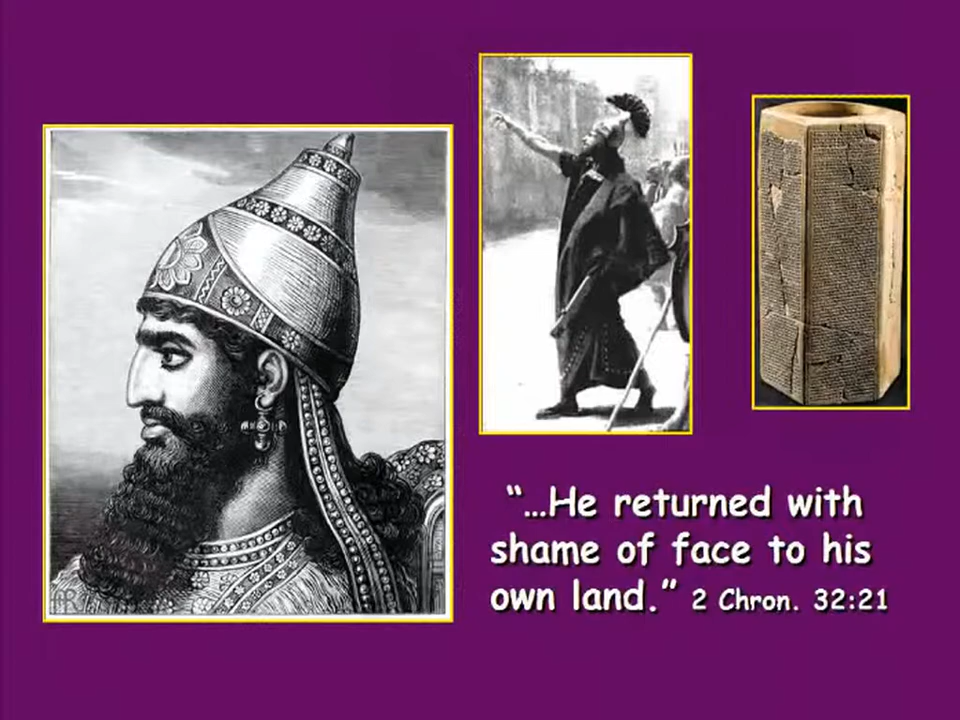 “…He returned with
shame of face to his
own land.” 2 Chron. 32:21